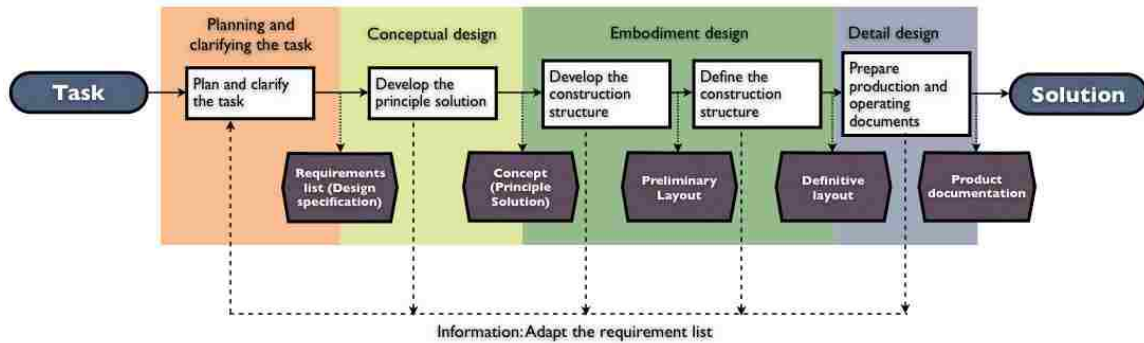 Planning and
clarifying the task
Conceptual design
Embodiment design
Detail design
Task
Plan and clarify
the task
Develop the
principle solution
Develop the
construction
structure
Define the
construction
structure
Prepare
production and
operating
documents
Solution
Requirements
list (Design
specification)
Concept
(Principle
Solution)
Preliminary
Layout
Definitive
layout
Product
documentation
Information: Adapt the requirement list